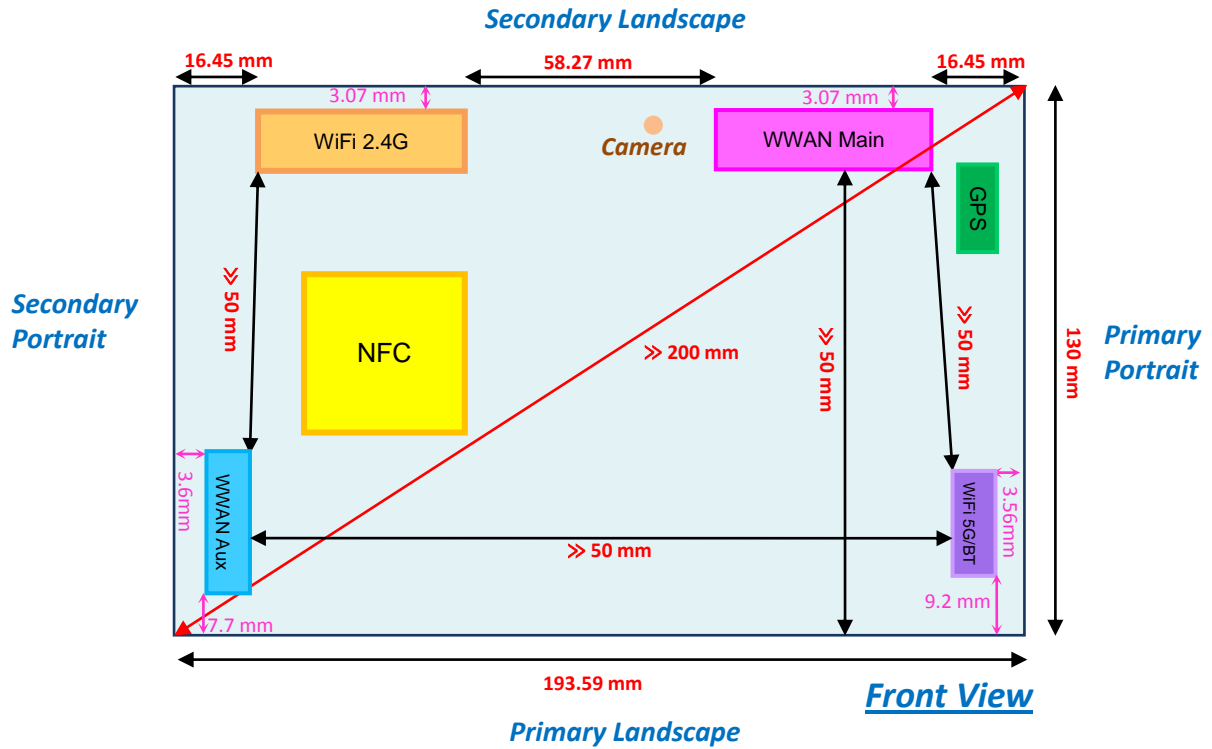 Secondary Landscape
16.45 mm
58.27 mm
16.45 mm
3.07 mm
3.07 mm
WiFi 2.4G
Camera
WWAN Main
GPS
Secondary
Portrait
>> 50 mm
NFC
>> 200 mm
>> 50 mm
>> 50 mm
130 mm
Primary
Portrait
3.6mm
WWAN Aux
>> 50 mm
WiFi 5G/BT
3.56mm
7.7 mm
9.2 mm
193.59 mm
Front View
Primary Landscape